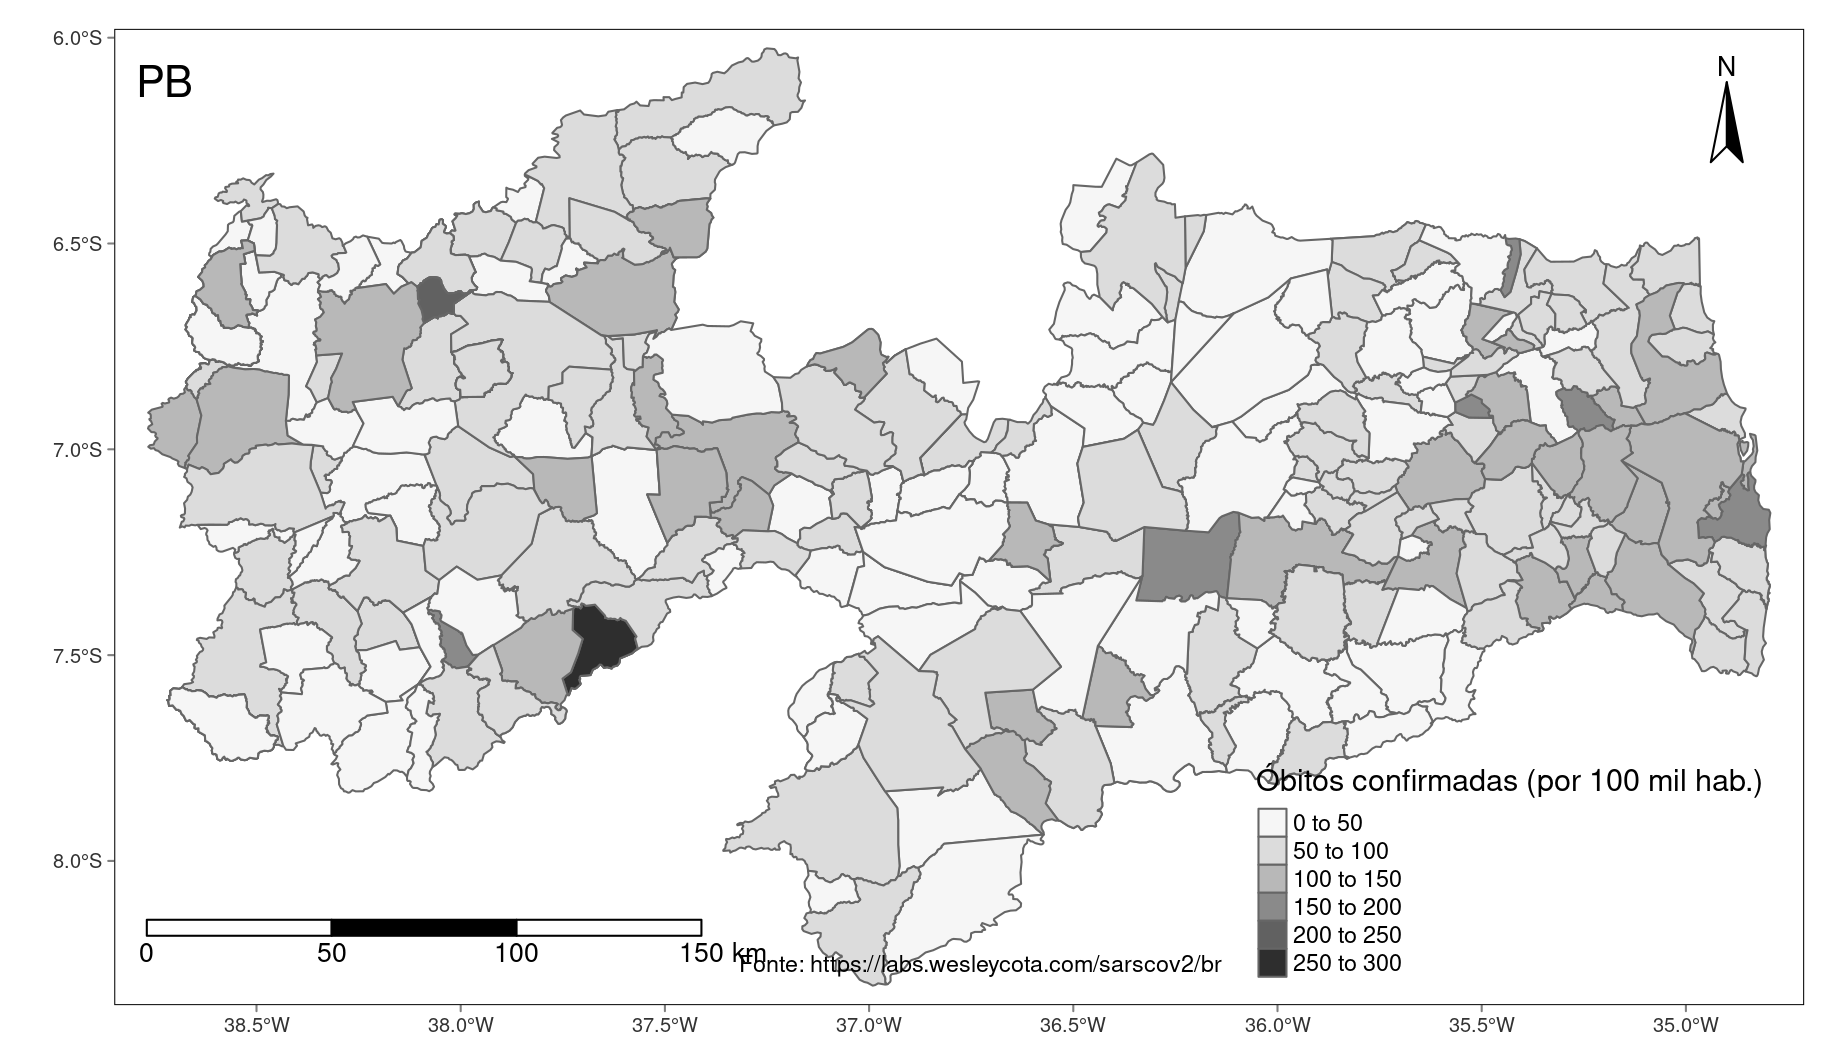 PB
N
6.0°S
6.5°S
7.0°S
7.5°S
8.0°S
Óbitos confirmadas (por 100 mil hab.)
0 to 50
50 to 100
100 to 150
150 to 200
200 to 250
250 to 300
0 50 100 150 km
Fonte: https://labs.wesleycota.com/sarscov2/br
38.5°W 38.0°W 37.5°W 37.0°W 36.5°W 36.0°W 35.5°W 35.0°W